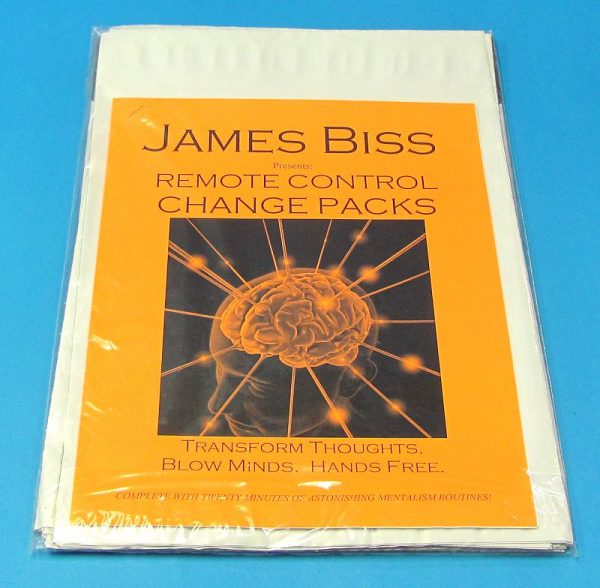 JAMES BISS
Presents:
REMOTE CONTROL
CHANGE PACKS
TRANSFORM THOUGHTS.
BLOW MINDS. HANDS FREE.
COMPLETE WITH TWENTY MINUTES OF ASTONISHING MENTALISM ROUTINES!